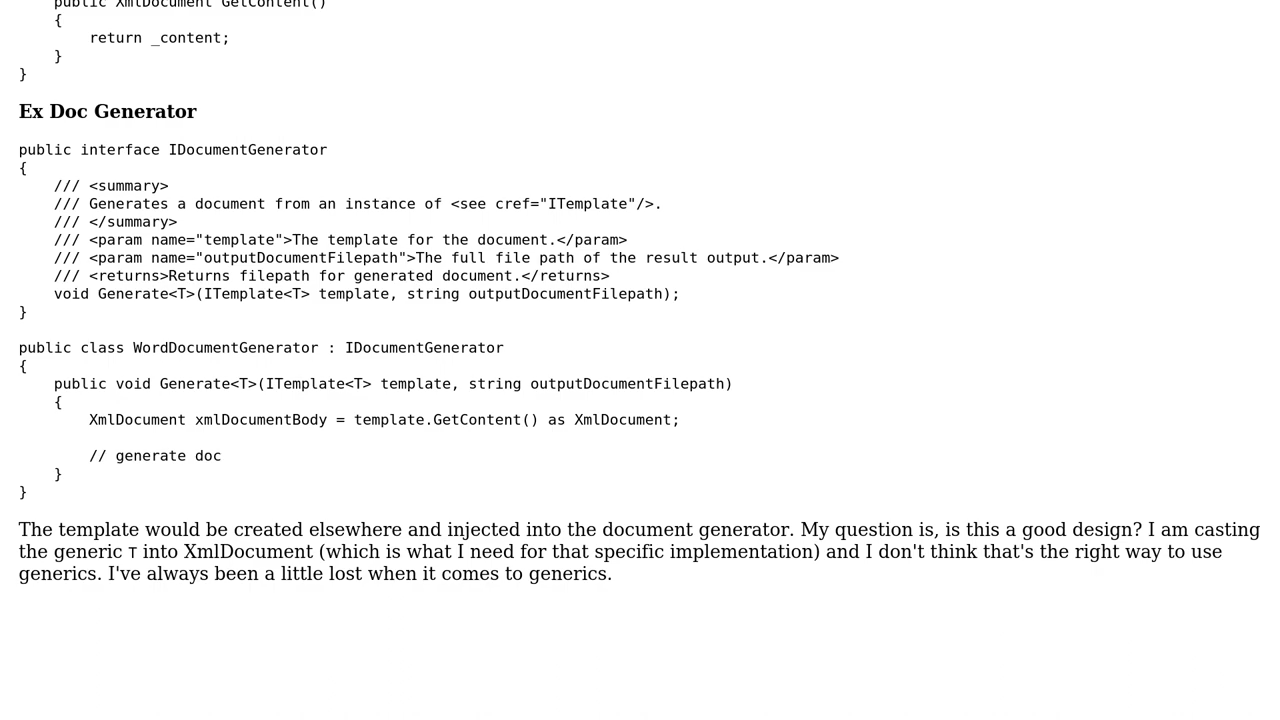 public XmlDocument GetContent()
    {
        return _content;
    }
}
Ex Doc Generator
public interface IDocumentGenerator
{
    /// <summary>
    /// Generates a document from an instance of <see cref="ITemplate"/>.
    /// </summary>
    /// <param name="template">The template for the document.</param>
    /// <param name="outputDocumentFilepath">The full file path of the result output.</param>
    /// <returns>Returns filepath for generated document.</returns>
    void Generate<T>(ITemplate<T> template, string outputDocumentFilepath);
}
public class WordDocumentGenerator : IDocumentGenerator
{
    public void Generate<T>(ITemplate<T> template, string outputDocumentFilepath)
    {
        XmlDocument xmlDocumentBody = template.GetContent() as XmlDocument;
        // generate doc
    }
}
The template would be created elsewhere and injected into the document generator. My question is, is this a good design? I am casting
the generic T into XmlDocument (which is what I need for that specific implementation) and I don't think that's the right way to use
generics. I've always been a little lost when it comes to generics.